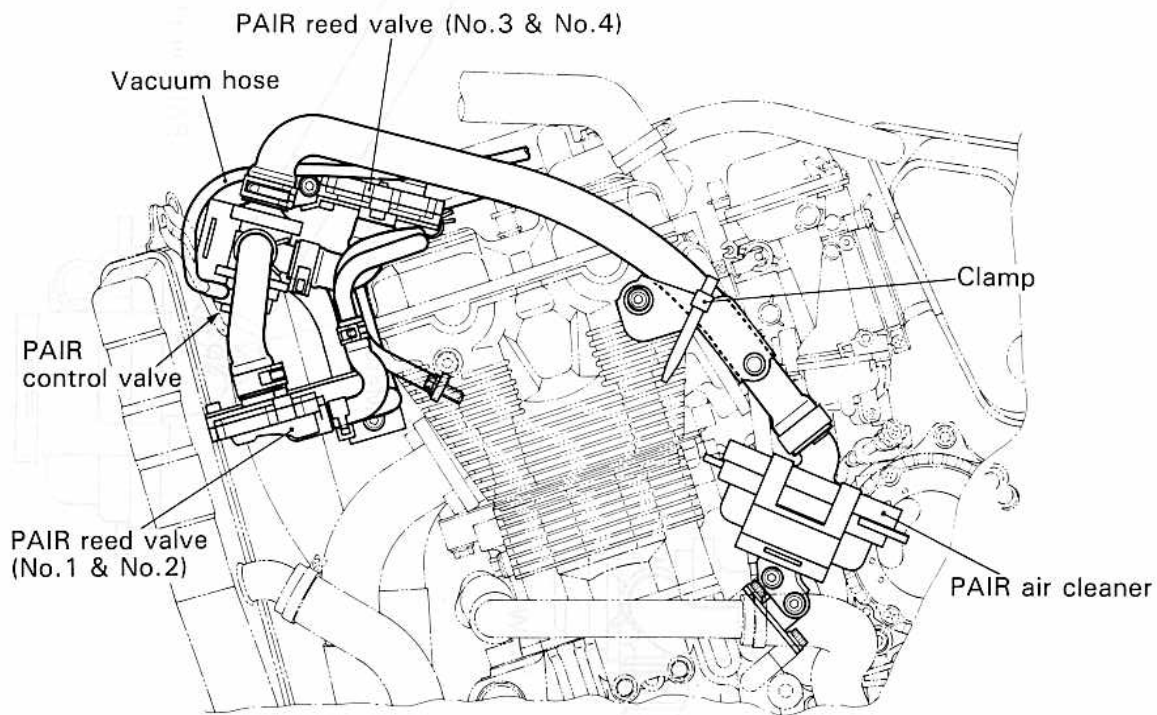 PAIR reed valve (No.3 & No.4)
Vacuum hose
Clamp
PAIR
control valve
PAIR reed valve
(No.1 & No.2)
PAIR air cleaner